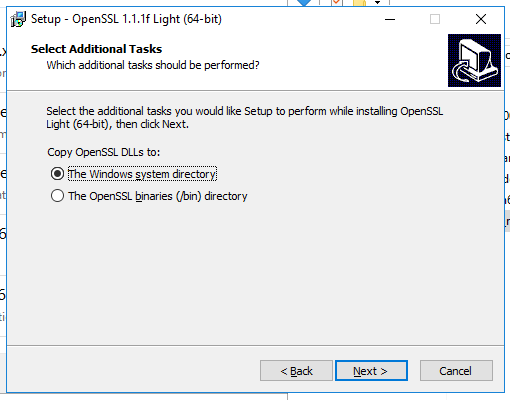 Setup - OpenSSL 1.1.1f Light (64-bit)
Select Additional Tasks
Which additional tasks should be performed?
Select the additional tasks you would like Setup to perform while installing OpenSSL
Light (64-bit), then click Next.
Copy OpenSSL DLLs to:
The Windows system directory
The OpenSSL binaries (/bin) directory
< Back
Next >
Cancel